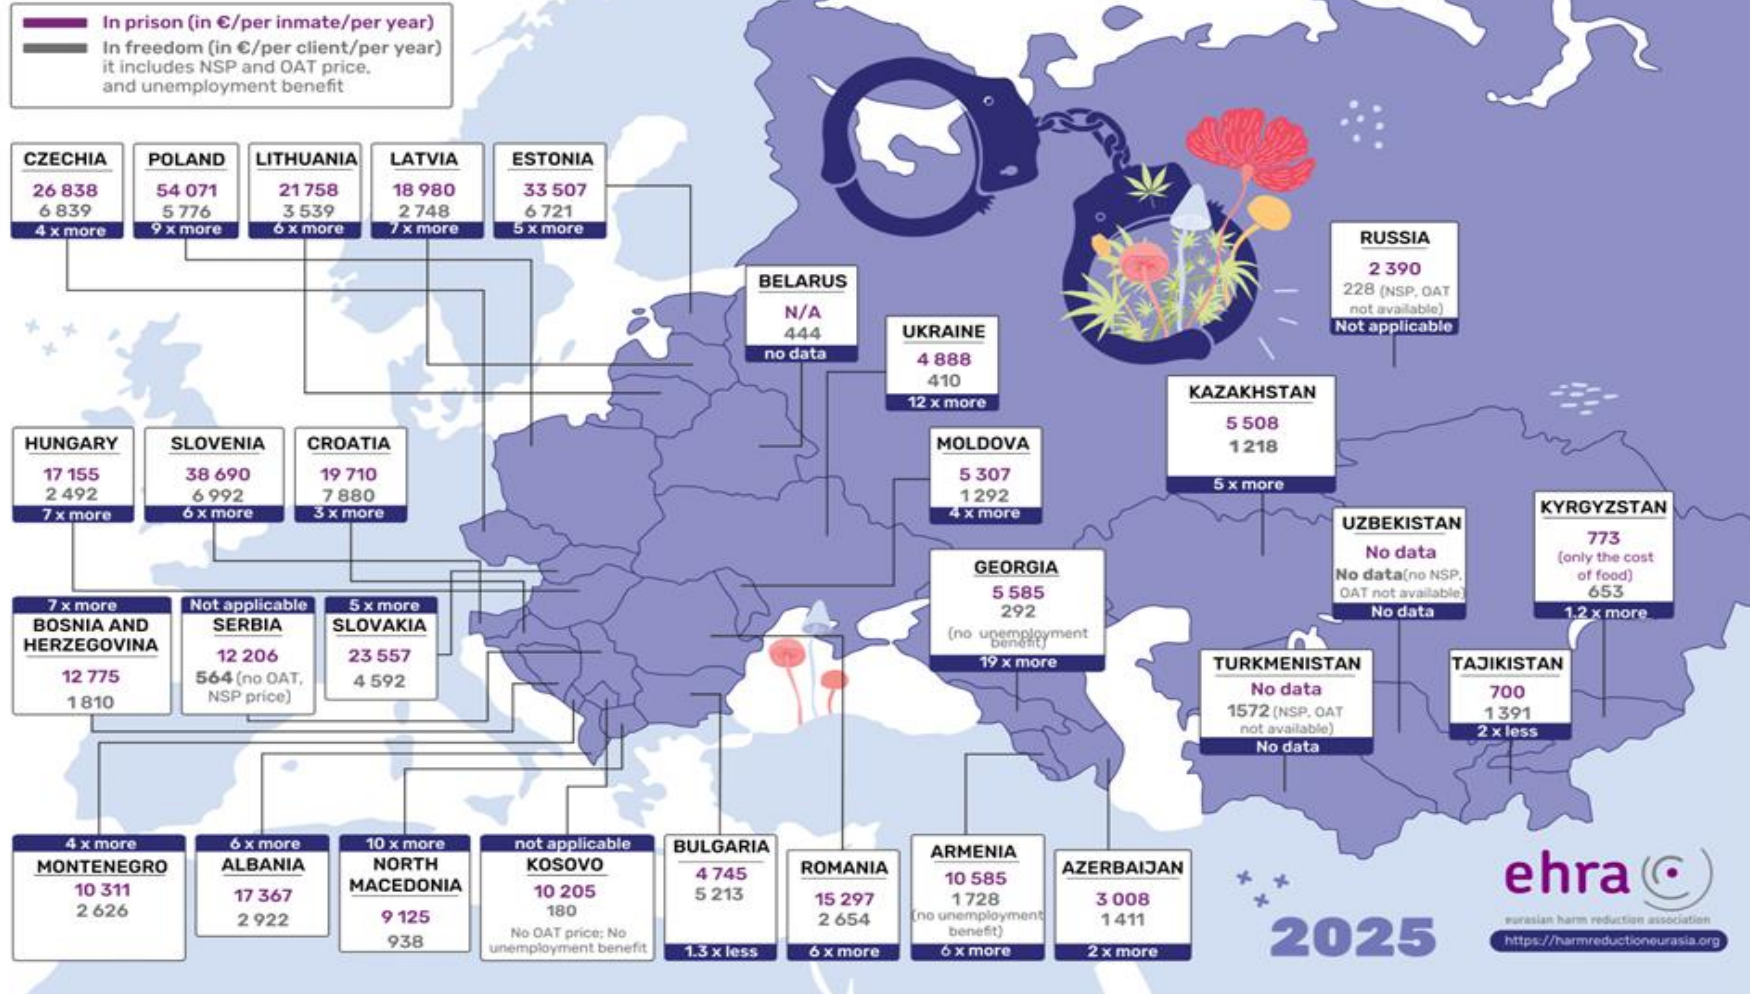 In prison (in €/per inmate/per year)
In freedom (in €/per client/per year)
it includes NSP and OAT price,
and unemployment benefit
CZECHIA
26 838
6 839
4 x more
POLAND
54 071
5 776
9 x more
LITHUANIA
21 758
3 539
6 x more
LATVIA
18 980
2 748
7 x more
ESTONIA
33 507
6 721
5 x more
BELARUS
N/A
444
no data
UKRAINE
4 888
410
12 x more
RUSSIA
2 390
228 (NSP, OAT
not available)
Not applicable
KAZAKHSTAN
5 508
1 218
5 x more
HUNGARY
17 155
2 492
7 x more
SLOVENIA
38 690
6 992
6 x more
CROATIA
19 710
7 880
3 x more
MOLDOVA
5 307
1 292
4 x more
UZBEKISTAN
No data
No data(no NSP,
OAT not available)
No data
KYRGYZSTAN
773
(only the cost
of food)
653
1.2 x more
GEORGIA
5 585
292
(no unemployment
benefit)
19 x more
7 x more
BOSNIA AND
HERZEGOVINA
12 775
1 810
Not applicable
SERBIA
12 206
564 (no OAT,
NSP price)
5 x more
SLOVAKIA
23 557
4 592
TURKMENISTAN
No data
1572 (NSP, OAT
not available)
No data
TAJIKISTAN
700
1 391
2 x less
4 x more
MONTENEGRO
10 311
2 626
6 x more
ALBANIA
17 367
2 922
10 x more
NORTH
MACEDONIA
9 125
938
not applicable
KOSOVO
10 205
180
No OAT price; No
unemployment benefit
BULGARIA
4 745
5 213
1.3 x less
ROMANIA
15 297
2 654
6 x more
ARMENIA
10 585
1 728
(no unemployment
benefit)
6 x more
AZERBAIJAN
3 008
1 411
2 x more
2025
ehra
eurasian harm reduction association
https://harmreductioneurasia.org